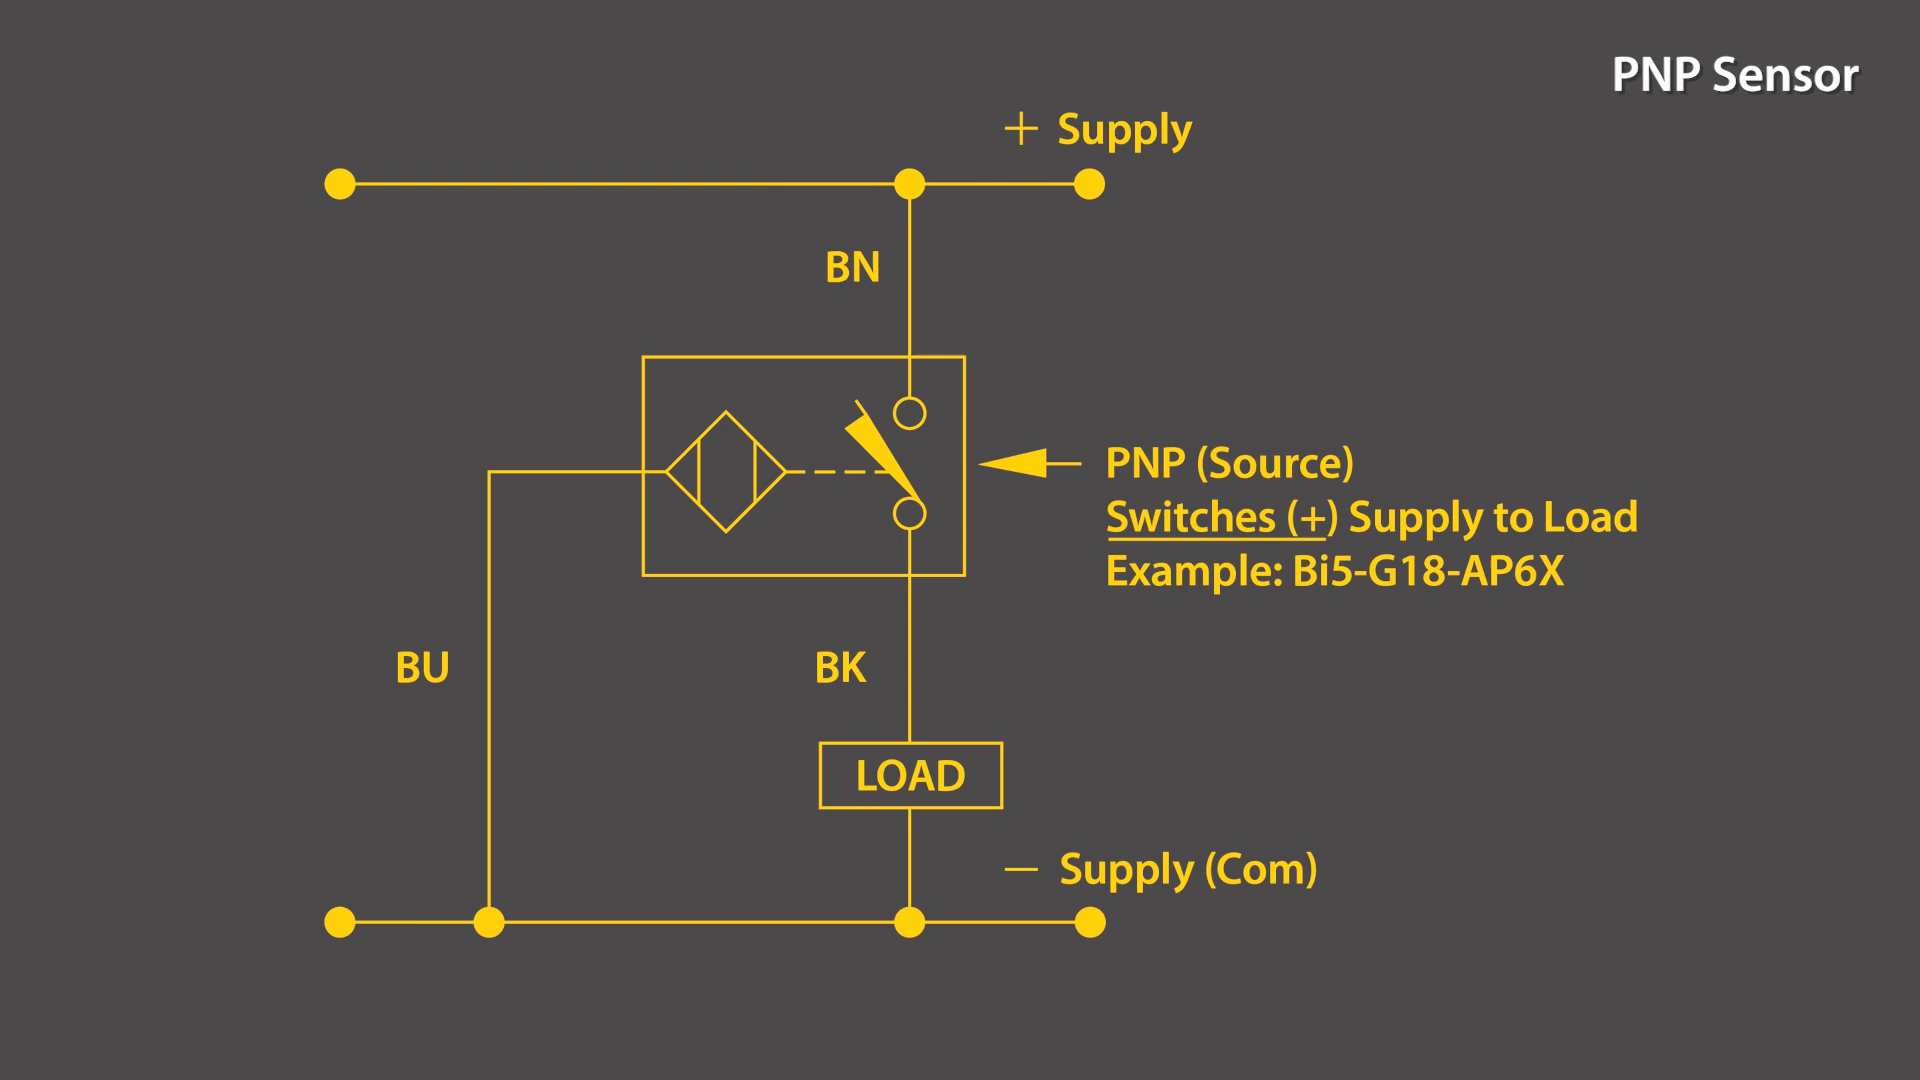 PNP Sensor
+ Supply
BN
PNP (Source)
Switches (+) Supply to Load
Example: Bi5-G18-AP6X
BU
BK
LOAD
— Supply (Com)